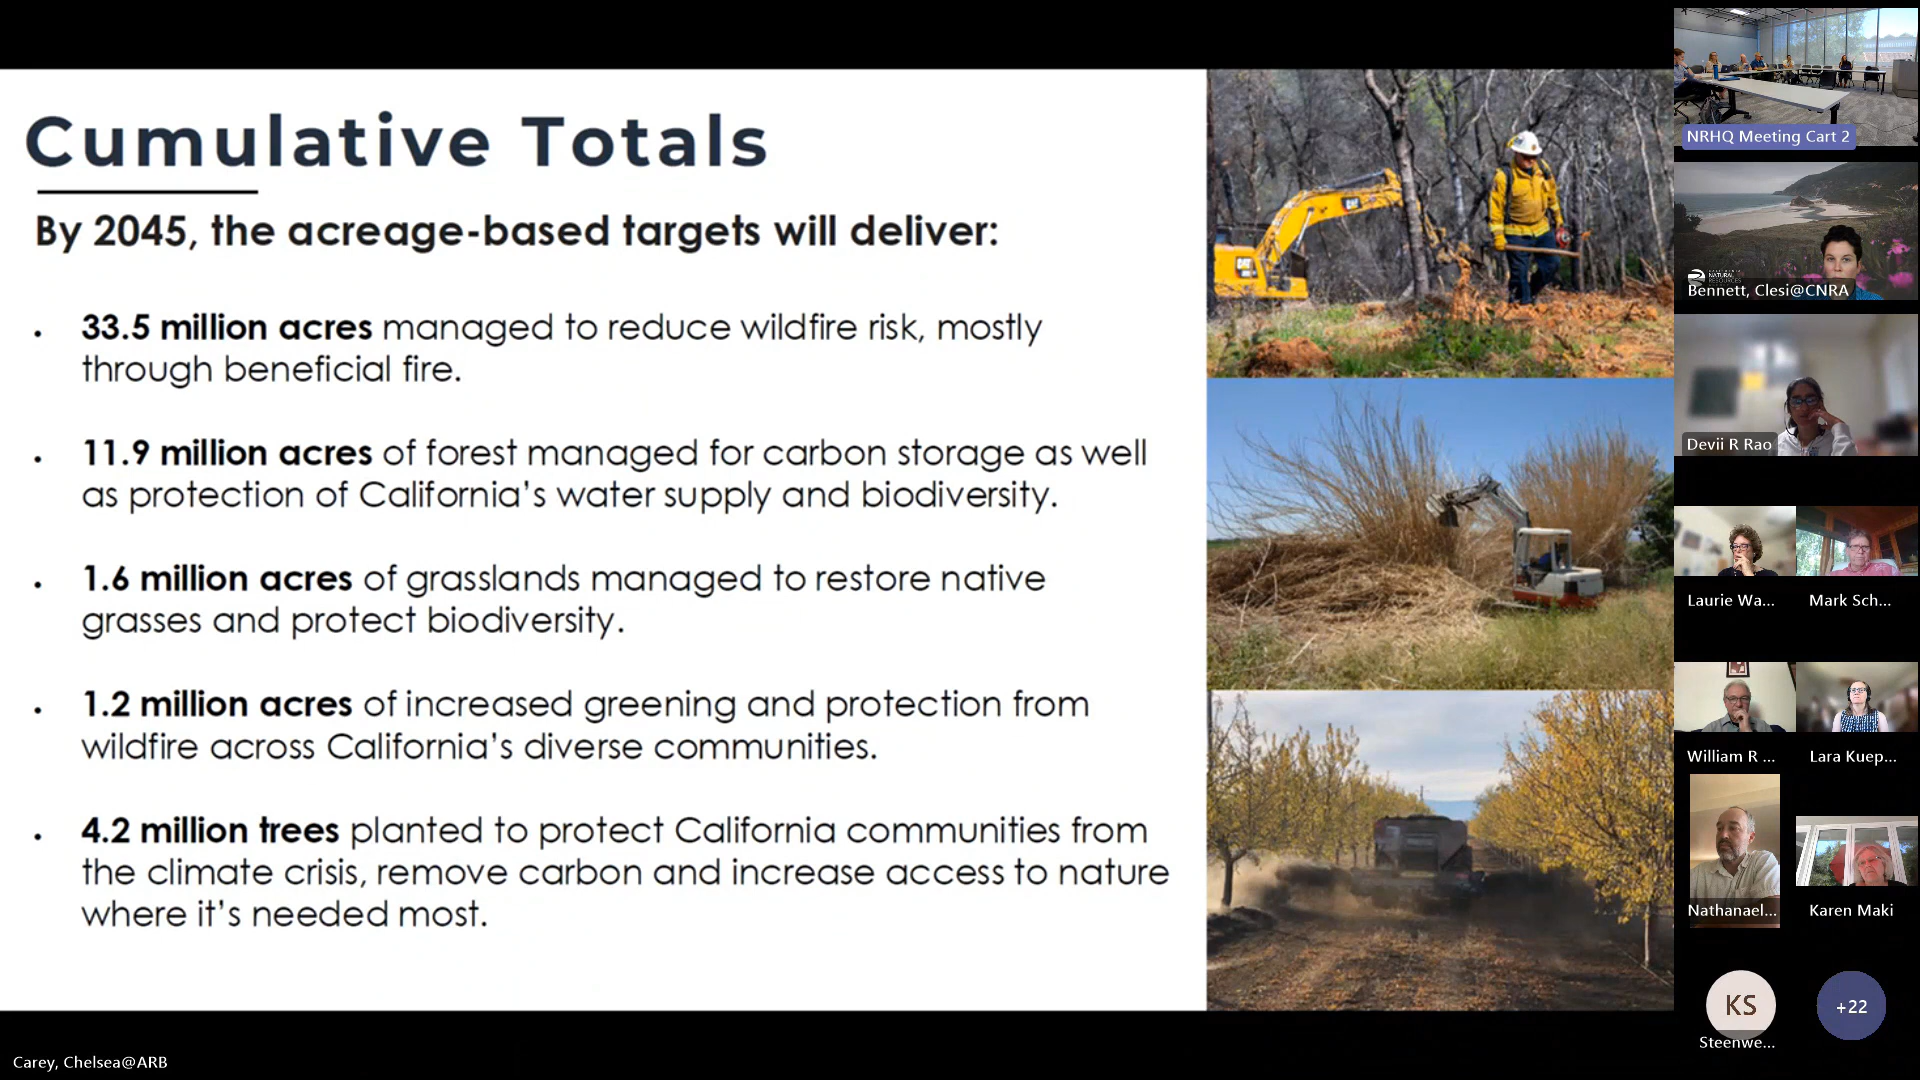 Cumulative Totals
By 2045, the acreage-based targets will deliver:
• 33.5 million acres managed to reduce wildfire risk, mostly
through beneficial fire.
• 11.9 million acres of forest managed for carbon storage as well
as protection of California's water supply and biodiversity.
• 1.6 million acres of grasslands managed to restore native
grasses and protect biodiversity.
• 1.2 million acres of increased greening and protection from
wildfire across California's diverse communities.
• 4.2 million trees planted to protect California communities from
the climate crisis, remove carbon and increase access to nature
where it's needed most.
CAT
CAT
NRHQ Meeting Cart 2
CALIFORNIA
NATURAL
RESOURCES
Bennett, Clesi@CNRA
Devii R Rao
Laurie Wa...
Mark Sch...
William R ...
Lara Kuep...
Nathanael...
Karen Maki
KS
Steenwe...
+22
Carey, Chelsea@ARB